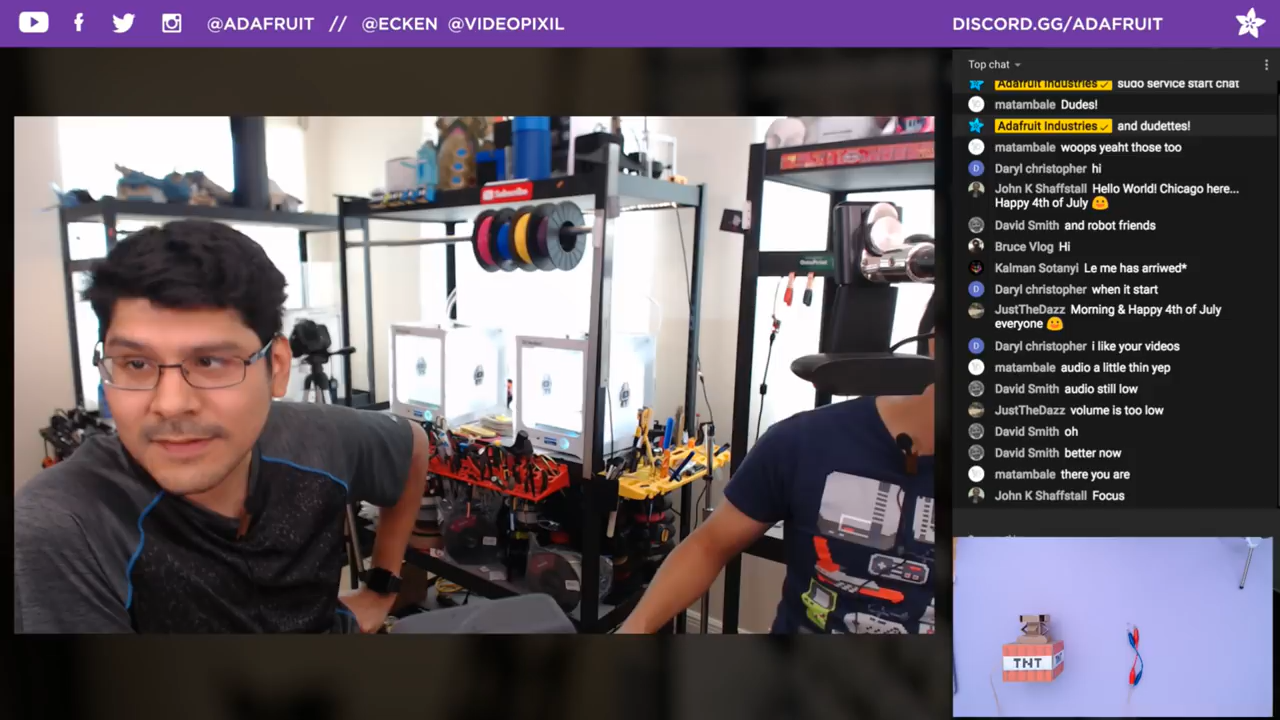 @ADAFRUIT // @ECKEN @VIDEOPIXIL
DISCORD.GG/ADAFRUIT
Top chat
Adafruit Industries sudo service start chat
matambale Dudes!
Adafruit Industries and dudettes!
matambale woops yeaht those too
Daryl christopher hi
John K Shaffstall Hello World! Chicago here...
Happy 4th of July
David Smith and robot friends
Bruce Vlog Hi
Kalman Sotanyi Le me has arriwed*
Daryl christopher when it start
JustTheDazz Morning & Happy 4th of July
everyone
Daryl christopher i like your videos
matambale audio a little thin yep
David Smith audio still low
JustTheDazz volume is too low
David Smith oh
David Smith better now
matambale there you are
John K Shaffstall Focus
Subscribe
TNT